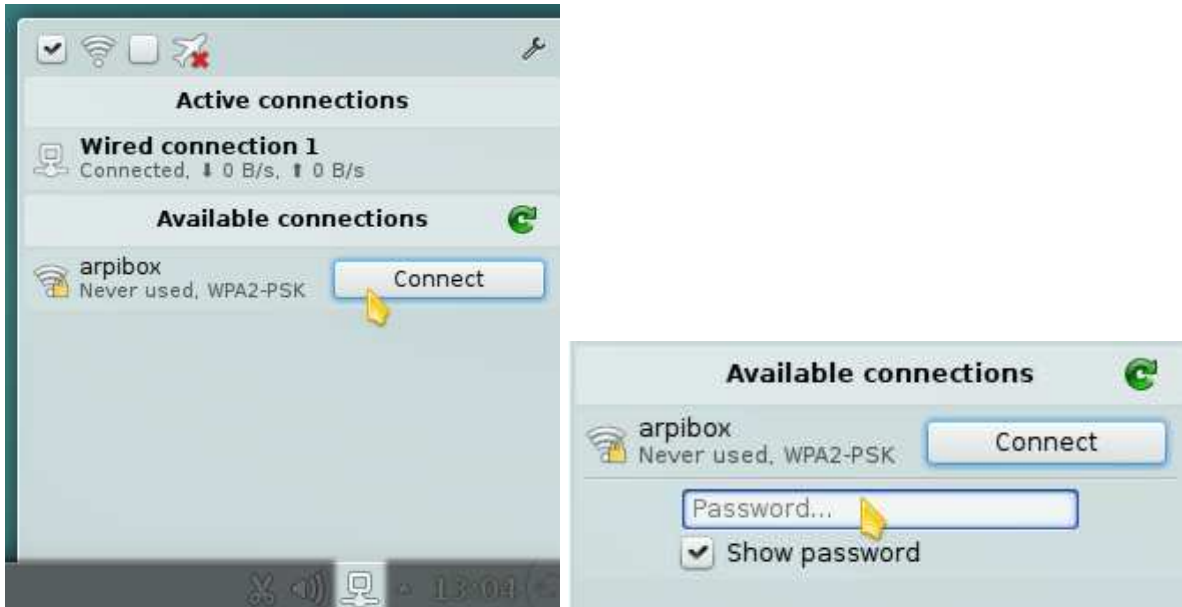 Active connections
Wired connection 1
Connected, ⬇ 0 B/s, ⬆ 0 B/s
Available connections
arpibox
Never used, WPA2-PSK
Connect
13:04
Available connections
arpibox
Never used, WPA2-PSK
Connect
Password...
Show password